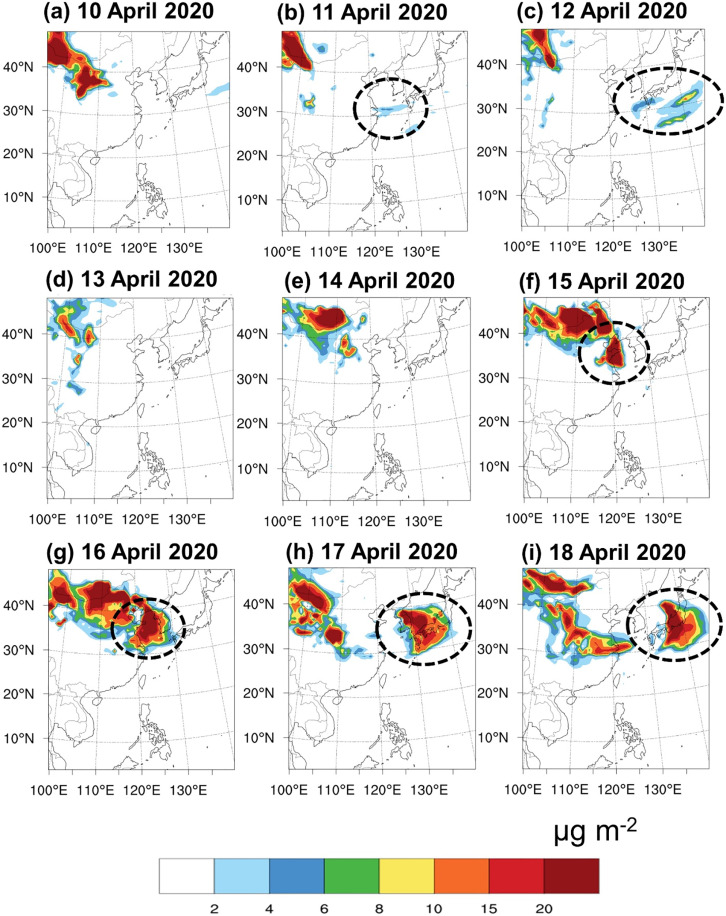 (a) 10 April 2020 (b) 11 April 2020 (c) 12 April 2020
40°N 40°N 40°N
30°N 30°N 30°N
20°N 20°N 20°N
10°N 10°N 10°N
100°E 110°E 120°E 130°E 100°E 110°E 120°E 130°E 100°E 110°E 120°E 130°E
(d) 13 April 2020 (e) 14 April 2020 (f) 15 April 2020
40°N 40°N 40°N
30°N 30°N 30°N
20°N 20°N 20°N
10°N 10°N 10°N
100°E 110°E 120°E 130°E 100°E 110°E 120°E 130°E 100°E 110°E 120°E 130°E
(g) 16 April 2020 (h) 17 April 2020 (i) 18 April 2020
40°N 40°N 40°N
30°N 30°N 30°N
20°N 20°N 20°N
10°N 10°N 10°N
100°E 110°E 120°E 130°E 100°E 110°E 120°E 130°E 100°E 110°E 120°E 130°E
µg m-2
2 4 6 8 10 15 20